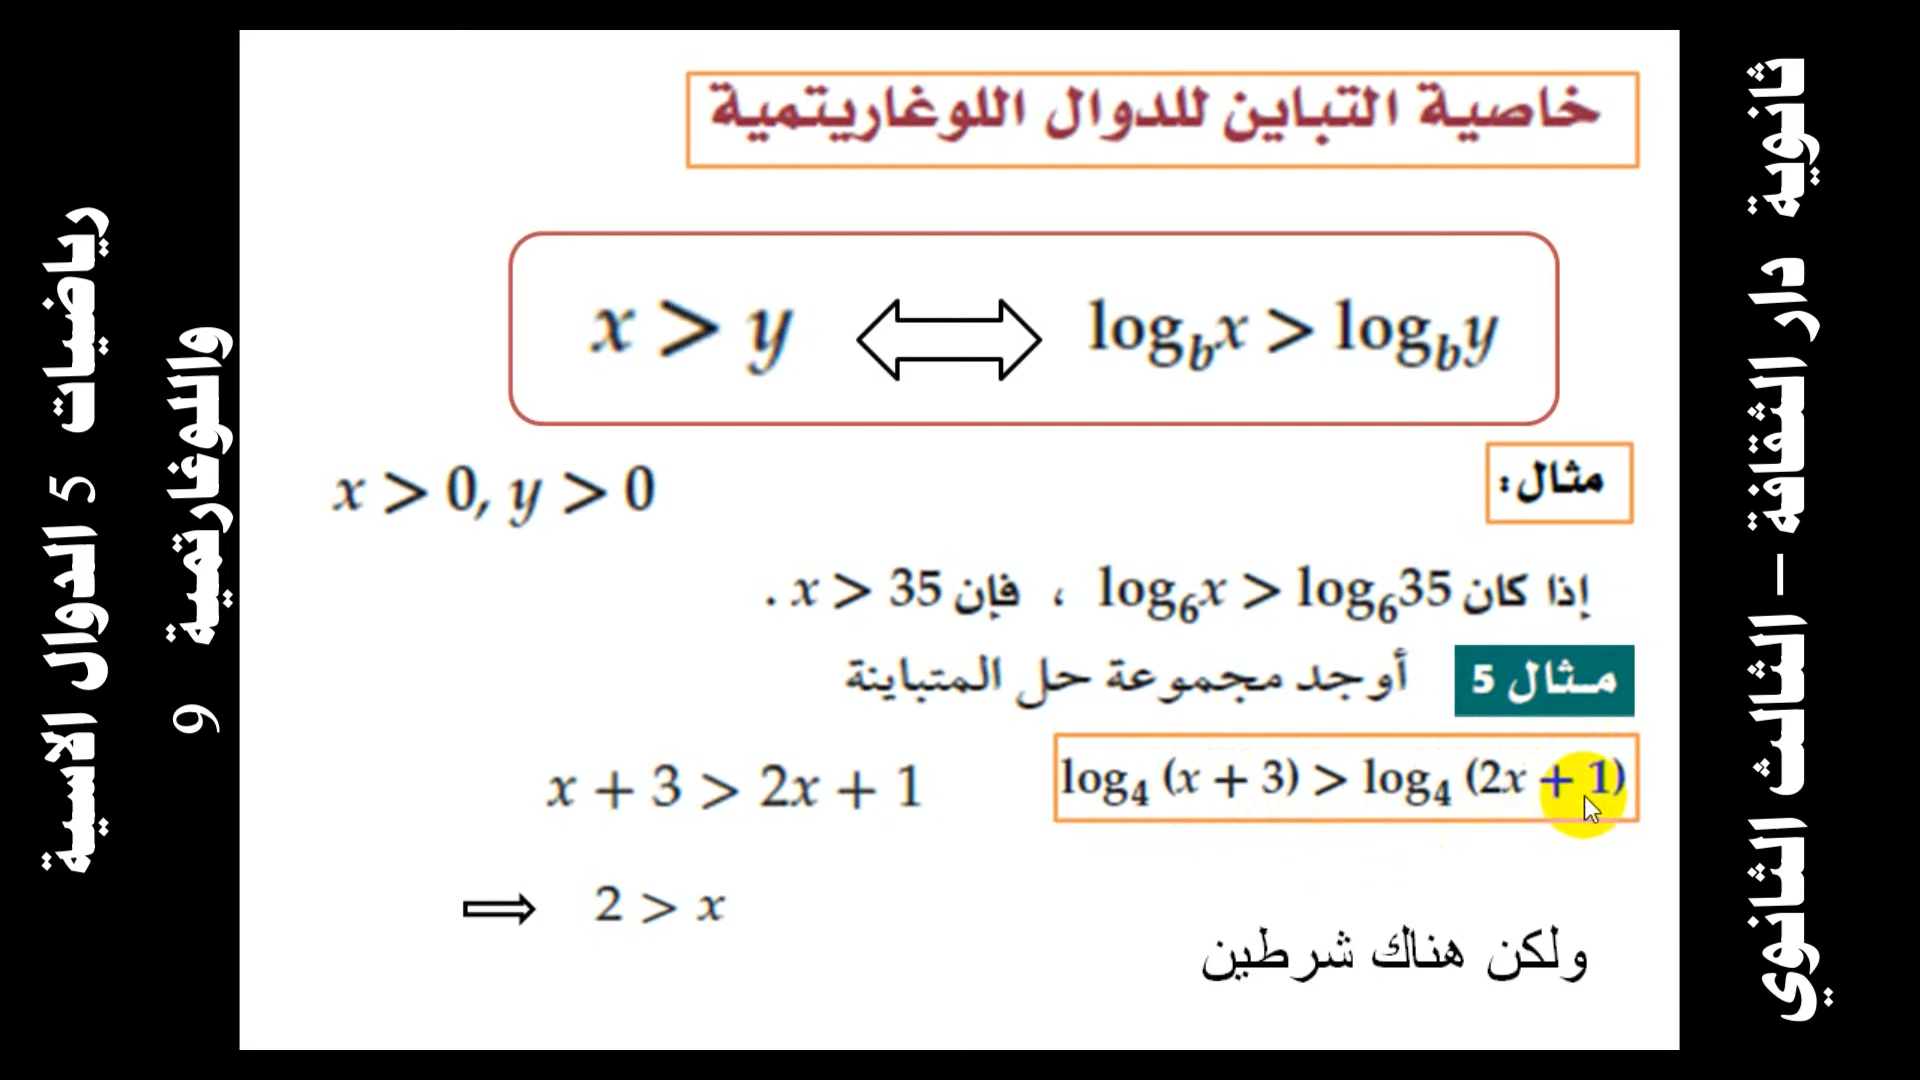 خاصية التباين للدوال اللوغاريتمية
x > y ⟺ log_b x > log_b y
مثال:
x > 0, y > 0
إذا كان log₆x > log₆35 ، فإن x > 35 .
مـثال 5 أوجد مجموعة حل المتباينة
log₄ (x + 3) > log₄ (2x + 1)
x + 3 > 2x + 1
⇒ 2 > x
ولكن هناك شرطين
ثانوية دار الثقافة – الثالث الثانوي
رياضيات 5 الدوال الاسية
واللوغارتمية 9